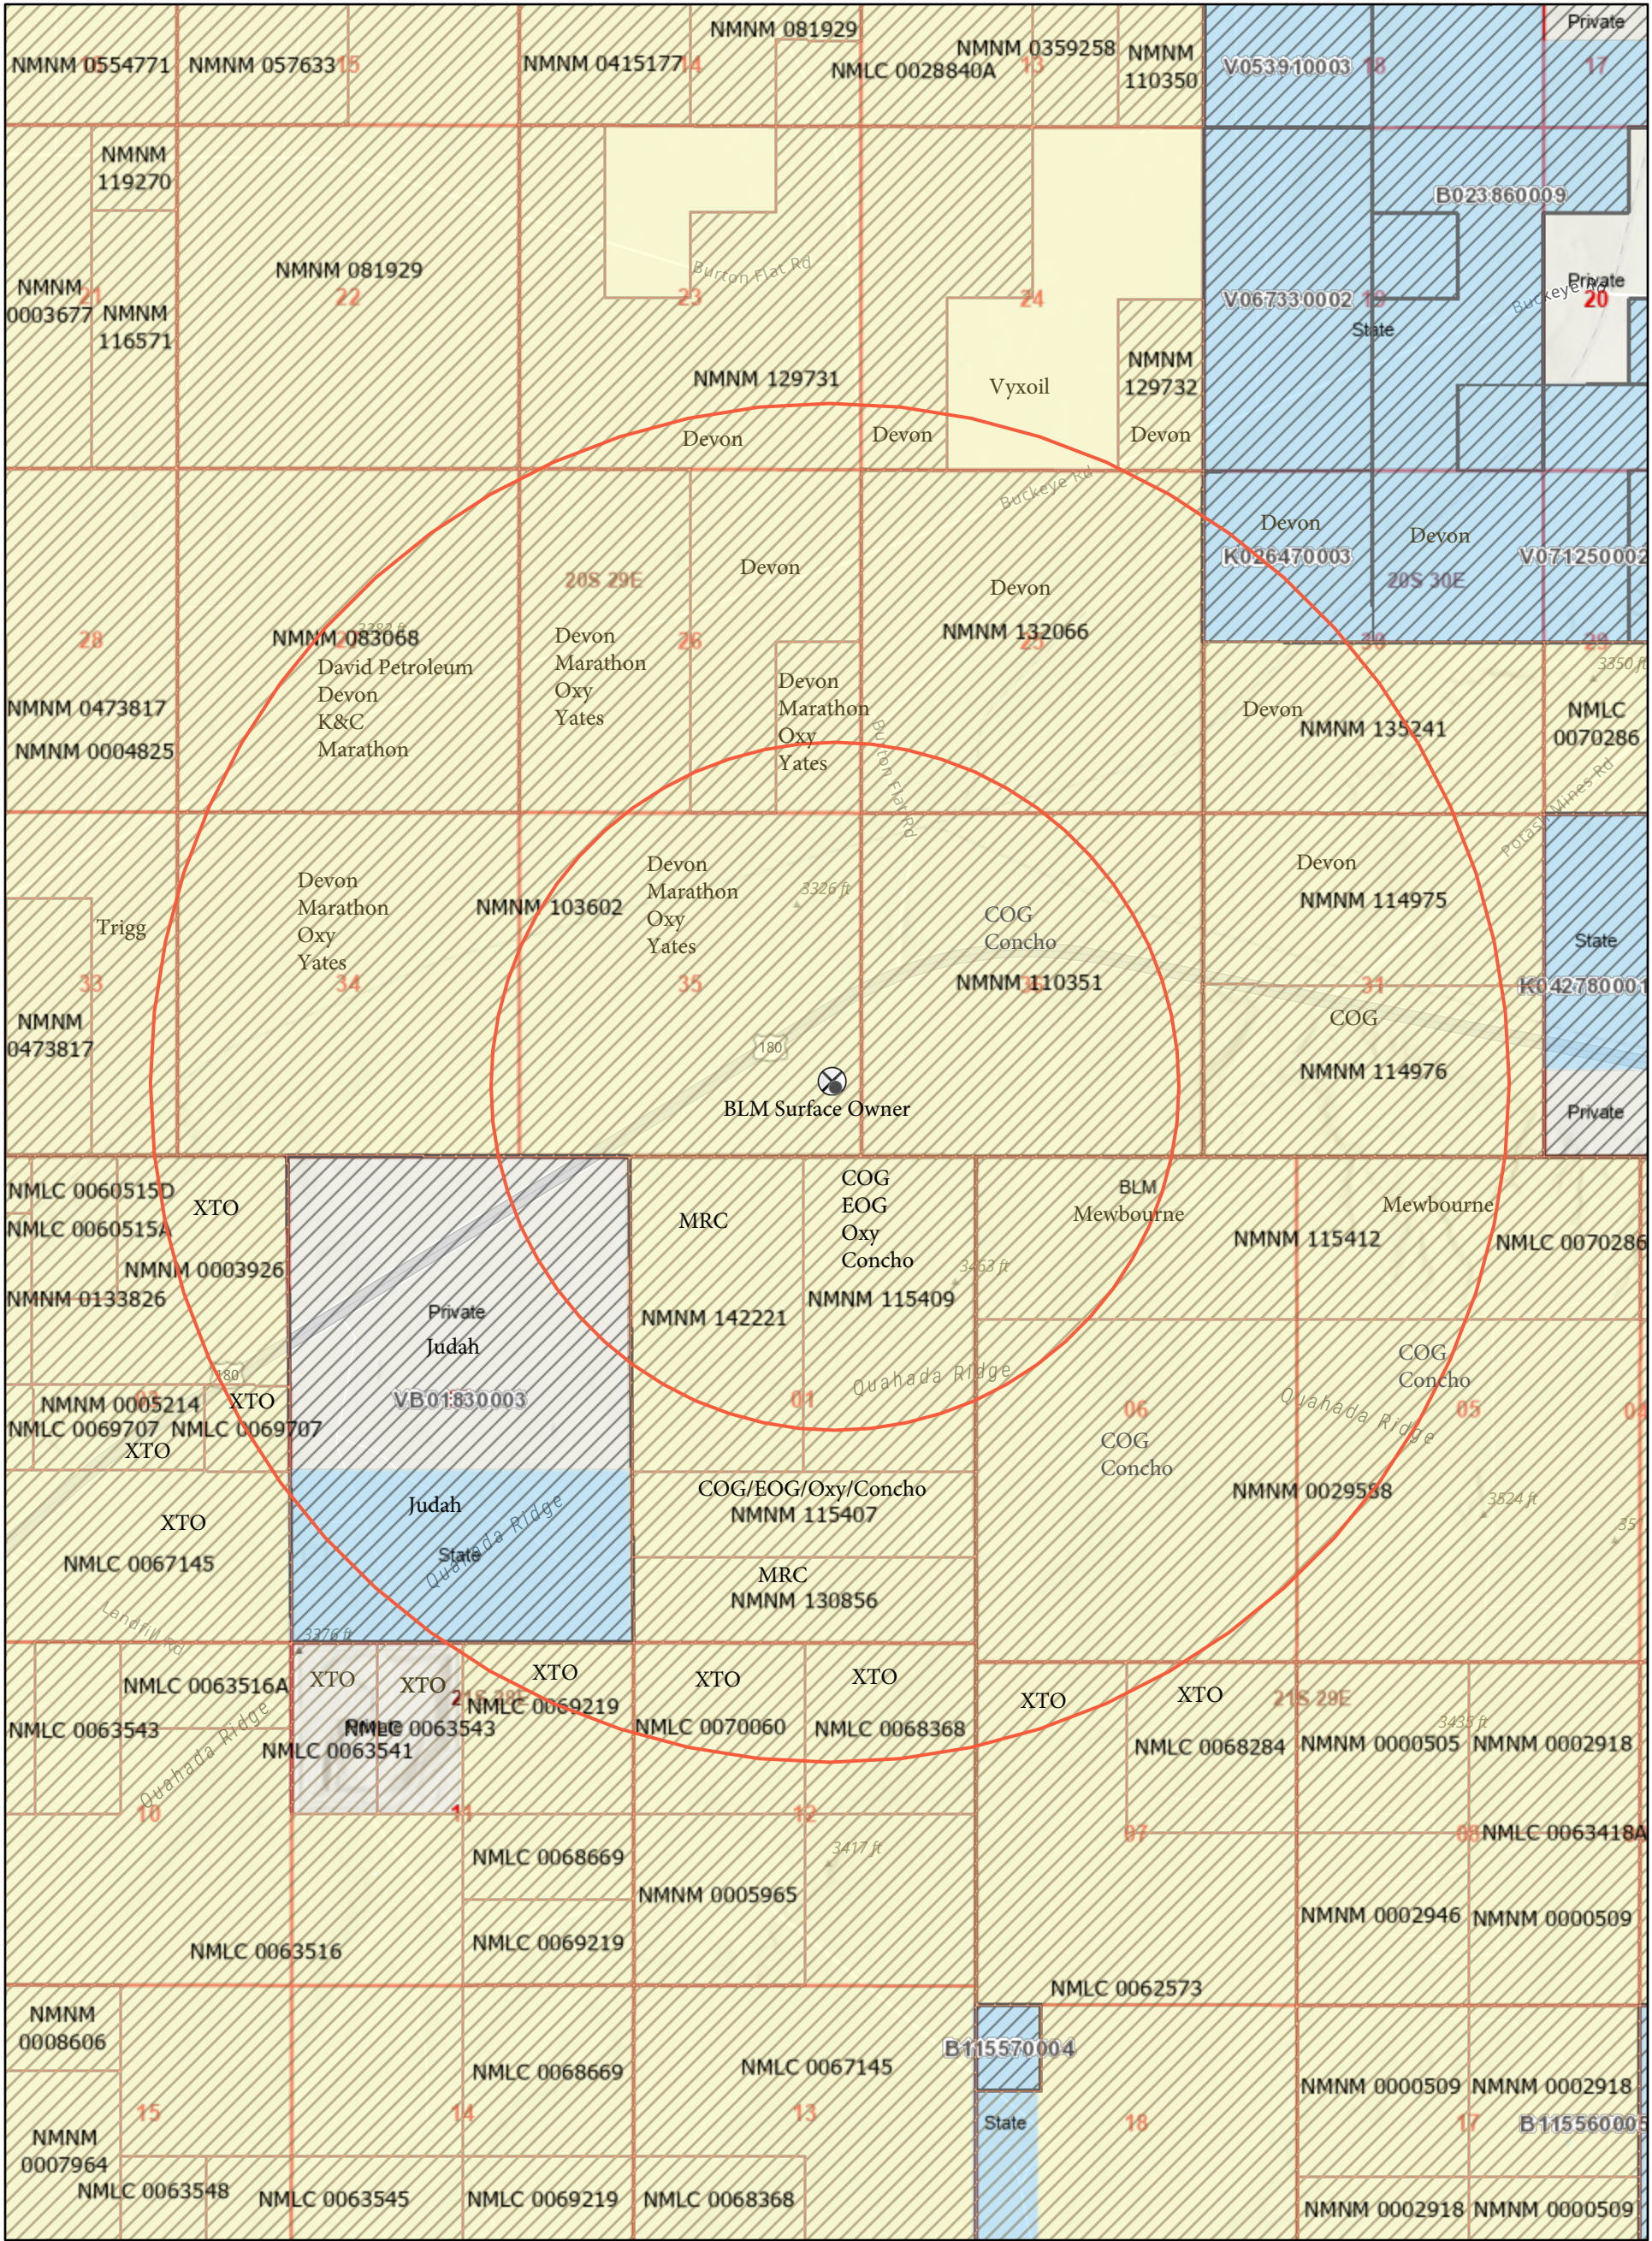 NMNM 081929
Private
NMNM 0554771
NMNM 057633
15
NMNM 0415177
14
NMLC 0028840A
NMNM 0359258
13
NMNM
110350
V053910003
18
17
NMNM
119270
B023860009
NMNM
0003677
21
NMNM
116571
NMNM 081929
22
Burton Flat Rd
23
24
V067330002
19
State
Private
Buckeye Rd
20
NMNM 129731
Vyxoil
NMNM
129732
Devon
Devon
Devon
Buckeye Rd
Devon
K026470003
Devon
V071250002
20S 29E
Devon
Devon
20S 30E
28
NMNM 083068
David Petroleum
Devon
K&C
Marathon
Devon
Marathon
Oxy
Yates
26
NMNM 132066
25
30
29
3350 ft
NMNM 0473817
NMNM 0004825
Devon
Marathon
Oxy
Yates
Burton Flat Rd
Devon
NMNM 135241
NMLC
0070286
Potash Mines Rd
Trigg
Devon
Marathon
Oxy
Yates
NMNM 103602
Devon
Marathon
Oxy
Yates
3326 ft
COG
Concho
Devon
NMNM 114975
State
33
34
35
NMNM 110351
31
K042780001
NMNM
0473817
180
COG
NMNM 114976
BLM Surface Owner
Private
NMLC 0060515D
XTO
NMLC 0060515A
NMNM 0003926
NMNM 0133826
Private
Judah
MRC
COG
EOG
Oxy
Concho
BLM
Mewbourne
Mewbourne
NMNM 115412
NMLC 0070286
3463 ft
NMNM 142221
NMNM 115409
180
NMNM 0005214
XTO
NMLC 0069707
NMLC 0069707
XTO
VB01830003
01
Quahada Ridge
06
COG
Concho
COG
Concho
Quahada Ridge
05
XTO
NMLC 0067145
Judah
State
Quahada Ridge
COG/EOG/Oxy/Concho
NMNM 115407
NMNM 0029588
3524 ft
MRC
NMNM 130856
Landfill Rd
3376 ft
NMLC 0063516A
NMLC 0063543
Quahada Ridge
XTO
XTO
XTO
NMLC 0069219
Private
NMLC 0063543
NMLC 0063541
XTO
NMLC 0070060
XTO
NMLC 0068368
XTO
XTO
NMLC 0068284
21S 29E
3435 ft
NMNM 0000505
NMNM 0002918
10
11
12
07
08
NMLC 0063418A
NMLC 0068669
3417 ft
NMNM 0005965
NMLC 0069219
NMLC 0063516
NMNM 0002946
NMNM 0000509
NMLC 0062573
NMNM
0008606
NMLC 0068669
NMLC 0067145
B115570004
NMNM 0000509
NMNM 0002918
15
14
13
State
18
17
B115560005
NMNM
0007964
NMLC 0063548
NMLC 0063545
NMLC 0069219
NMLC 0068368
NMNM 0002918
NMNM 0000509